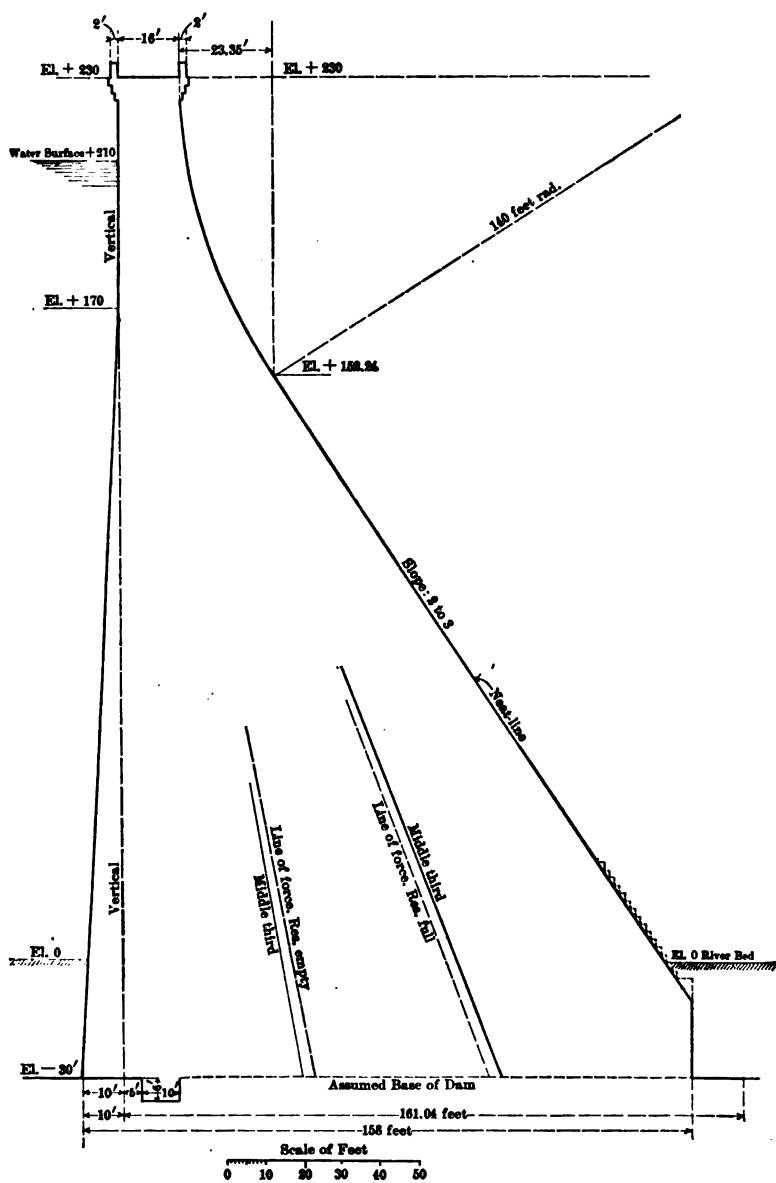 2′ 16′ 2′
23.35′
El. + 230
El. + 230
Water Surface+210
140 feet rad.
Vertical
El. + 170
El. + 152.24
Slope: 2 to 3
Neat-line
Middle third
Line of force, Res. full
Line of force, Res. empty
Middle third
Vertical
El. 0
El. 0 River Bed
El. — 30′
Assumed Base of Dam
10′ 5′ 10′
10′ 161.04 feet
158 feet
Scale of Feet
0 10 20 30 40 50